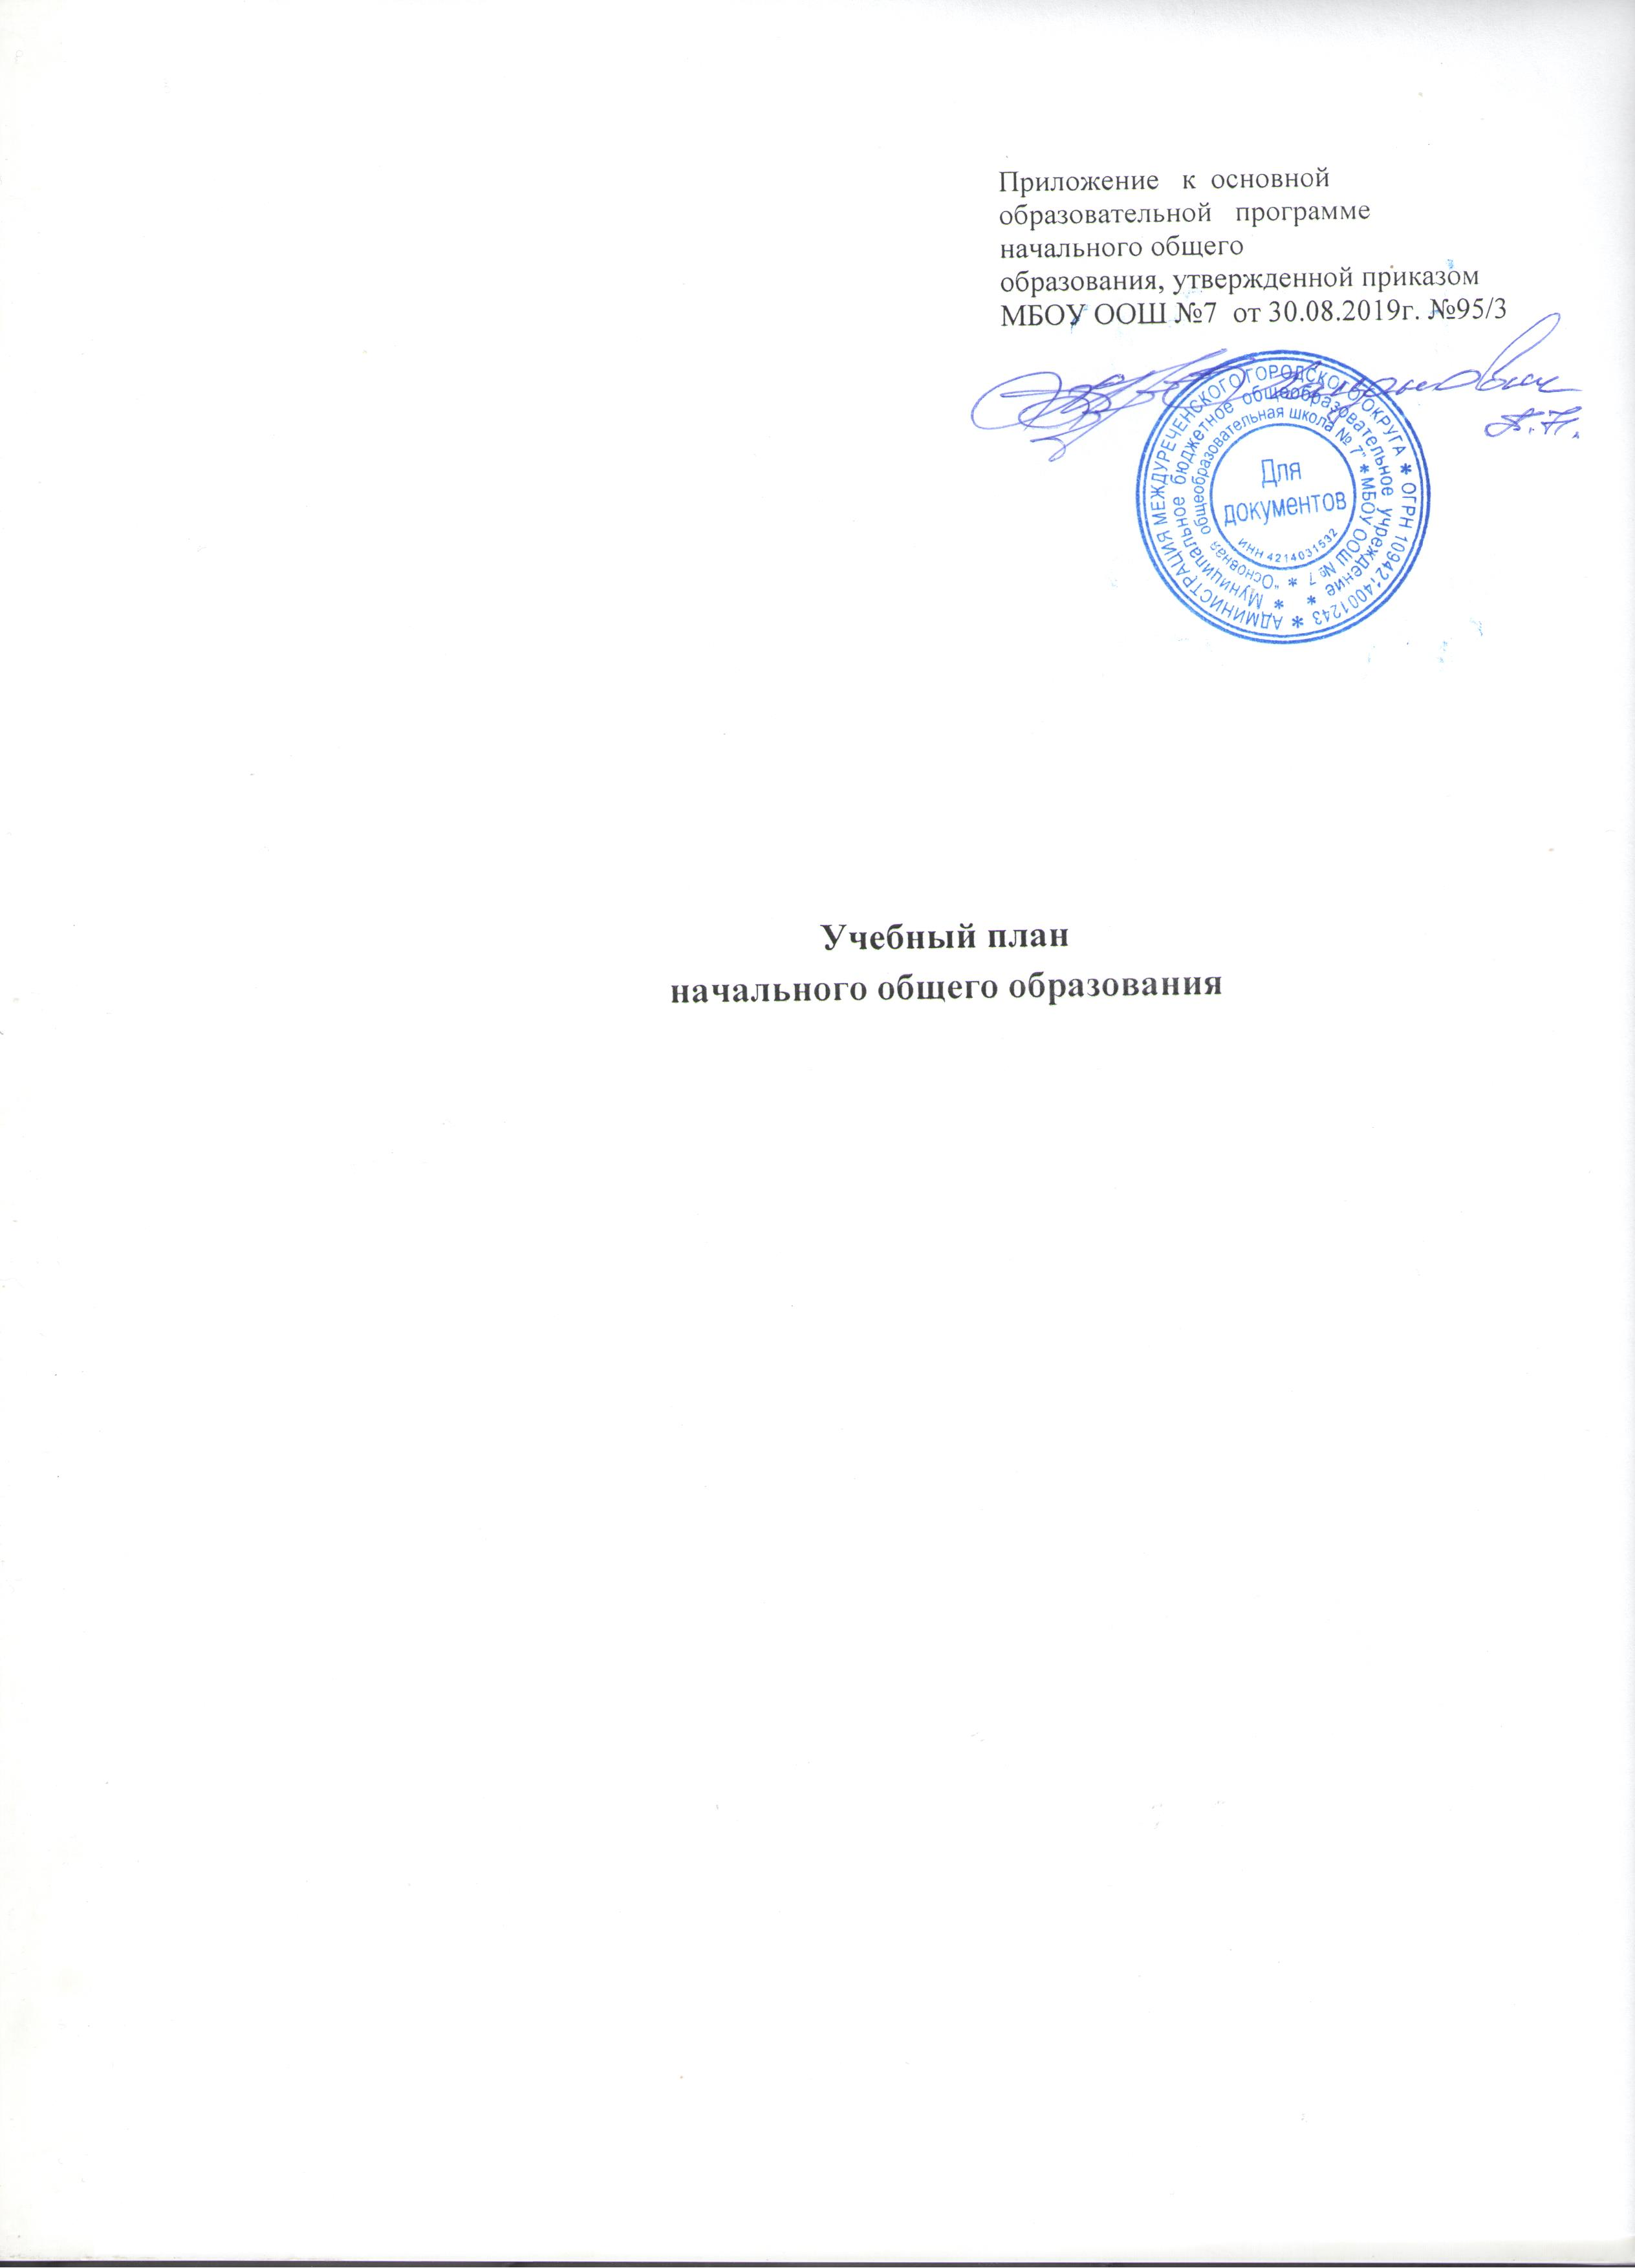 Приложение к основной
образовательной программе
начального общего
образования, утвержденной приказом
МБОУ ООШ №7 от 30.08.2019г. №95/3
А.Н.
АДМИНИСТРАЦИЯ МЕЖДУРЕЧЕНСКОГО ГОРОДСКОГО ОКРУГА * ОГРН 1094214001243 *
Муниципальное бюджетное общеобразовательное учреждение *
"Основная общеобразовательная школа № 7" * МБОУ ООШ № 7 *
Для
документов
ИНН 4214031532
Учебный план
начального общего образования